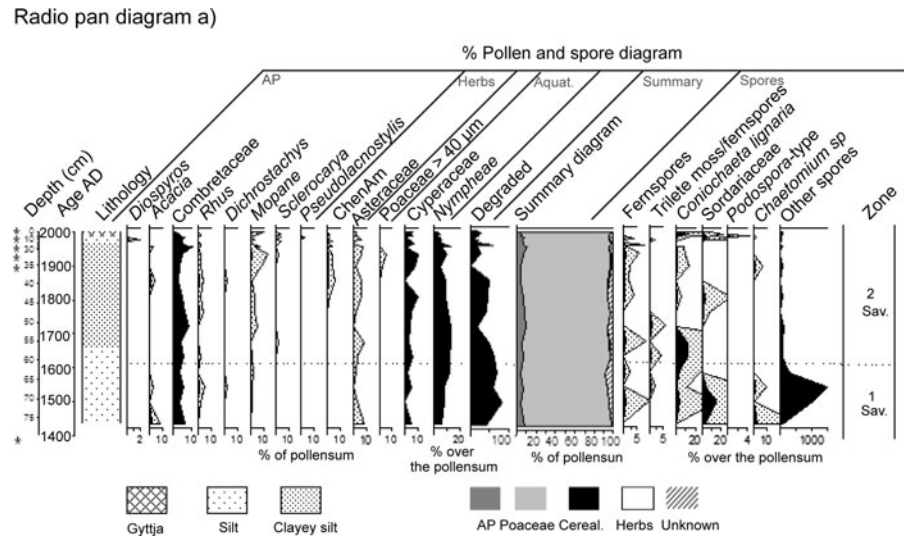 Radio pan diagram a)
% Pollen and spore diagram
AP Herbs Aquat. Summary Spores
Depth (cm)
Age AD
Lithology
Diospyros
Acacia
Combretaceae
Rhus
Dichrostachys
Mopane
Sclerocarya
Pseudolacnostylis
ChenAm
Asteraceae
Poaceae > 40 µm
Cyperaceae
Nympheae
Degraded
Summary diagram
Fernspores
Trilete moss/fernspores
Coniochaeta lignaria
Sordariaceae
Podospora-type
Chaetomium sp
Other spores
Zone
2000
1900
1800
1700
1600
1500
1400
35
40
45
50
55
60
65
70
75
2
Sav.
1
Sav.
2 10 10 10 10 10 10 10 10 10 10 10 20 100 20 40 60 80 100 5 5 20 20 4 10 1000
% of pollensum
% over
the pollensum
% of pollensun
% over the pollensum
Gyttja Silt Clayey silt
AP Poaceae Cereal. Herbs Unknown